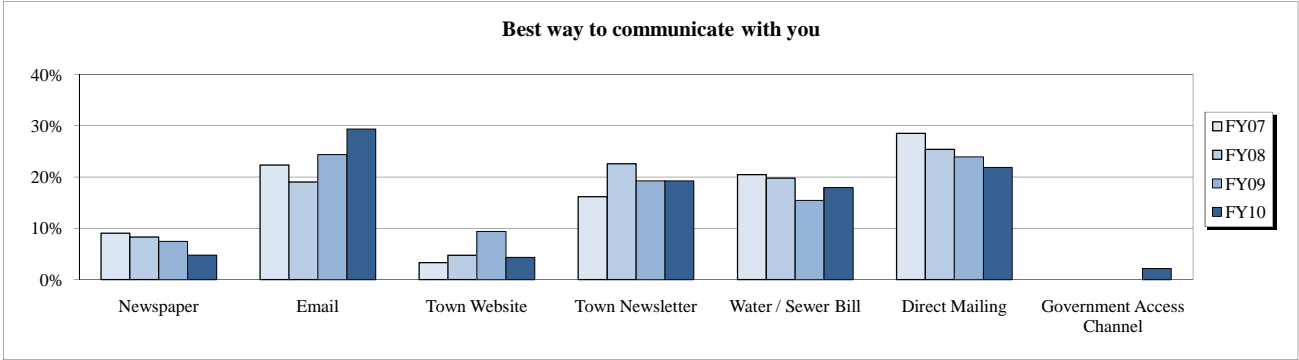 Best way to communicate with you
40%
30%
20%
10%
0%
Newspaper
Email
Town Website
Town Newsletter
Water / Sewer Bill
Direct Mailing
Government Access
Channel
FY07
FY08
FY09
FY10